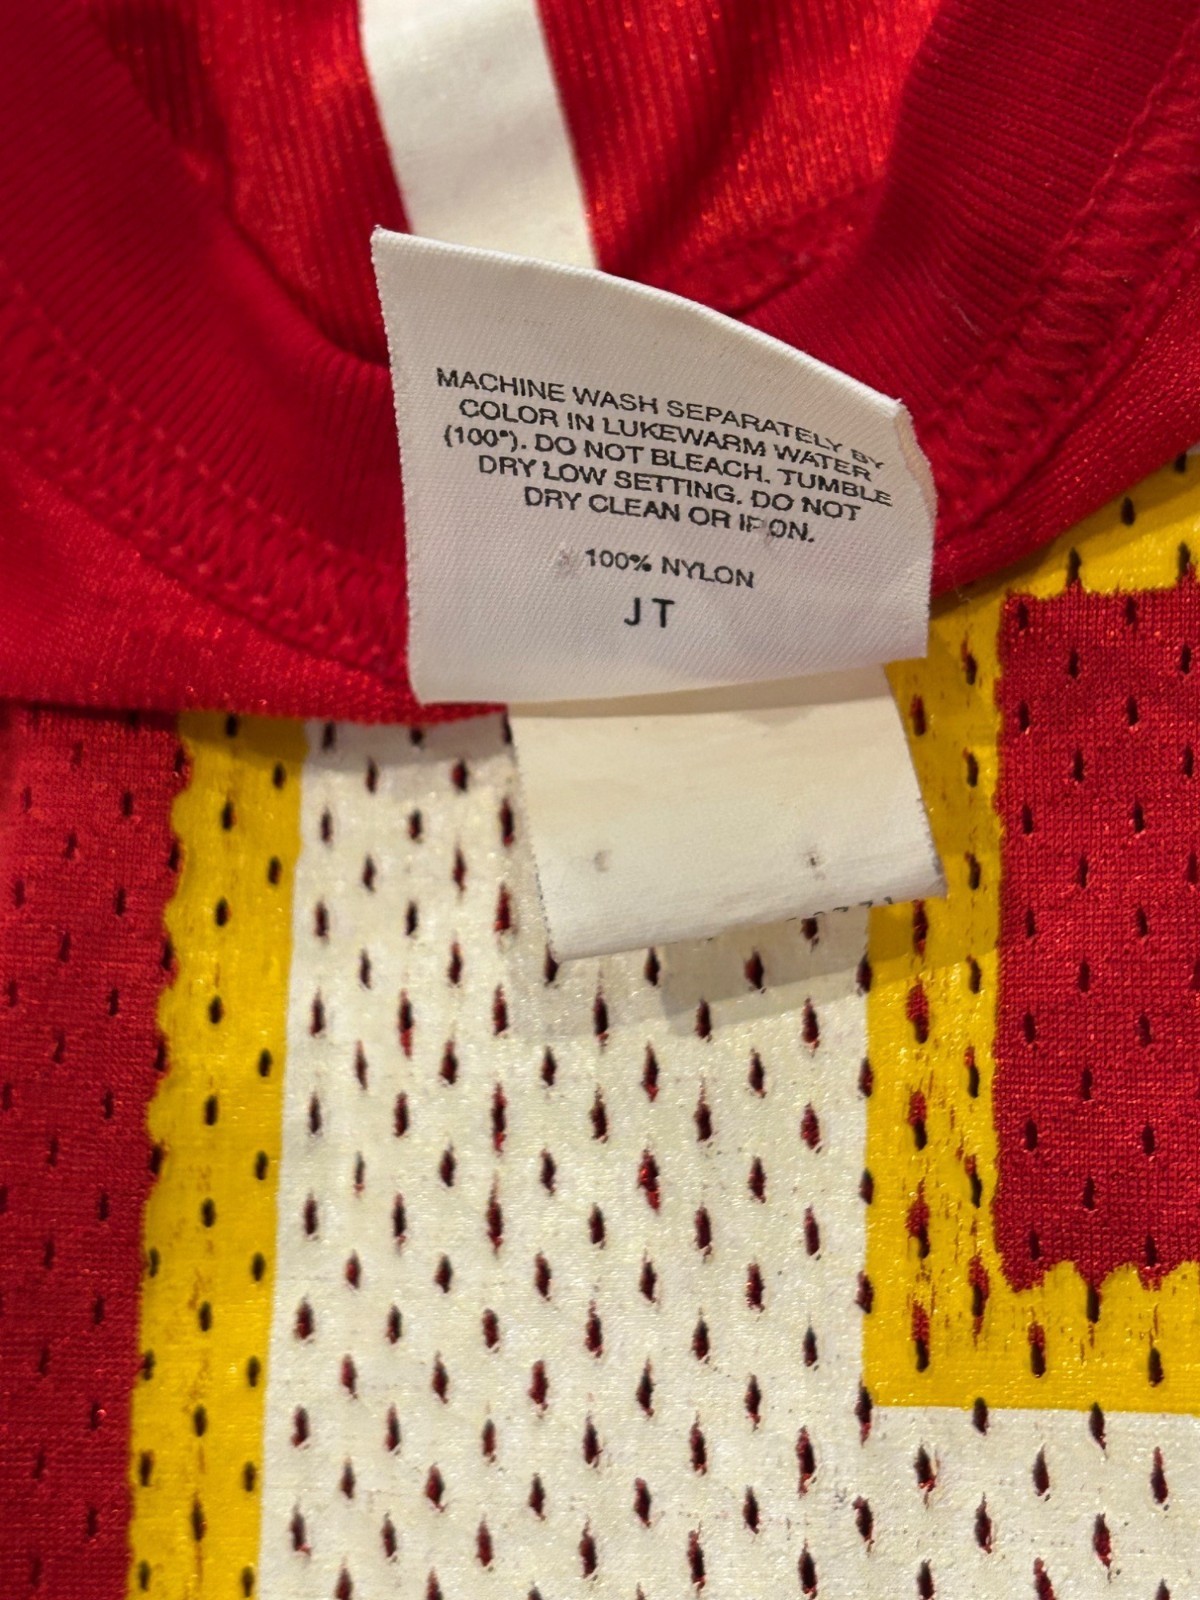 MACHINE WASH SEPARATELY BY
COLOR IN LUKEWARM WATER
(100°). DO NOT BLEACH. TUMBLE
DRY LOW SETTING. DO NOT
DRY CLEAN OR IRON.
100% NYLON
JT